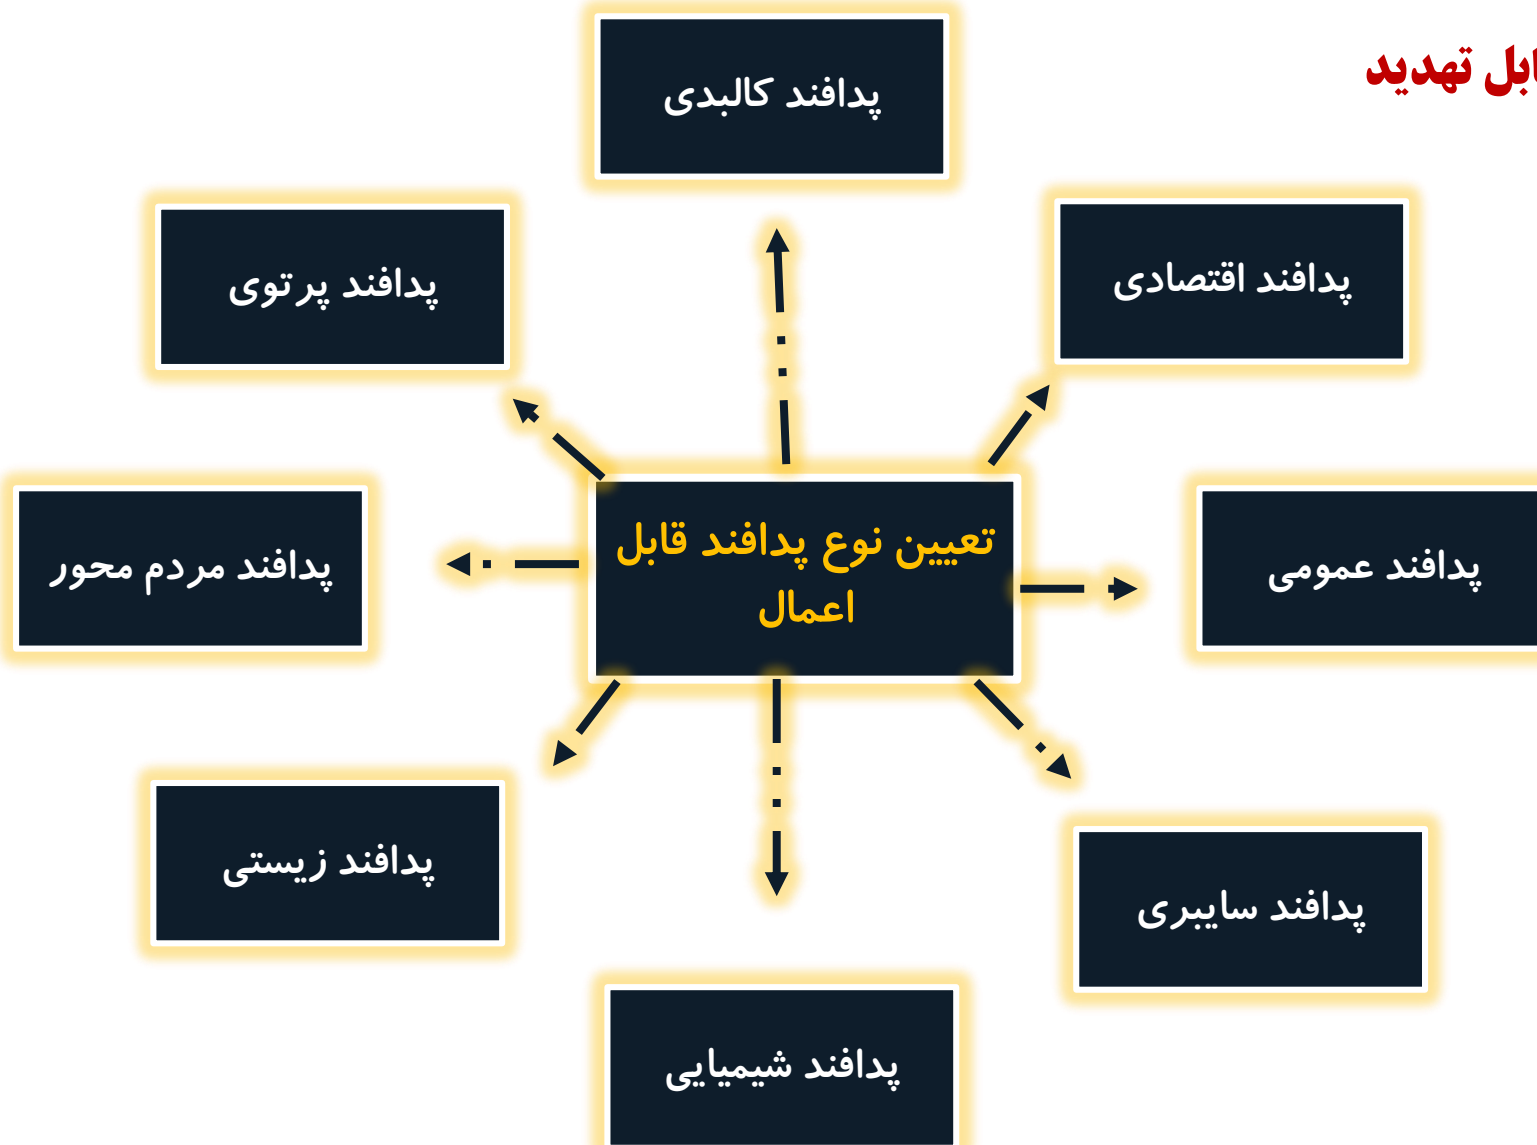 تهدید
پدافند کالبدی
پدافند اقتصادی
پدافند پرتوی
تعیین نوع پدافند قابل
اعمال
پدافند عمومی
پدافند مردم محور
پدافند سایبری
پدافند زیستی
پدافند شیمیایی